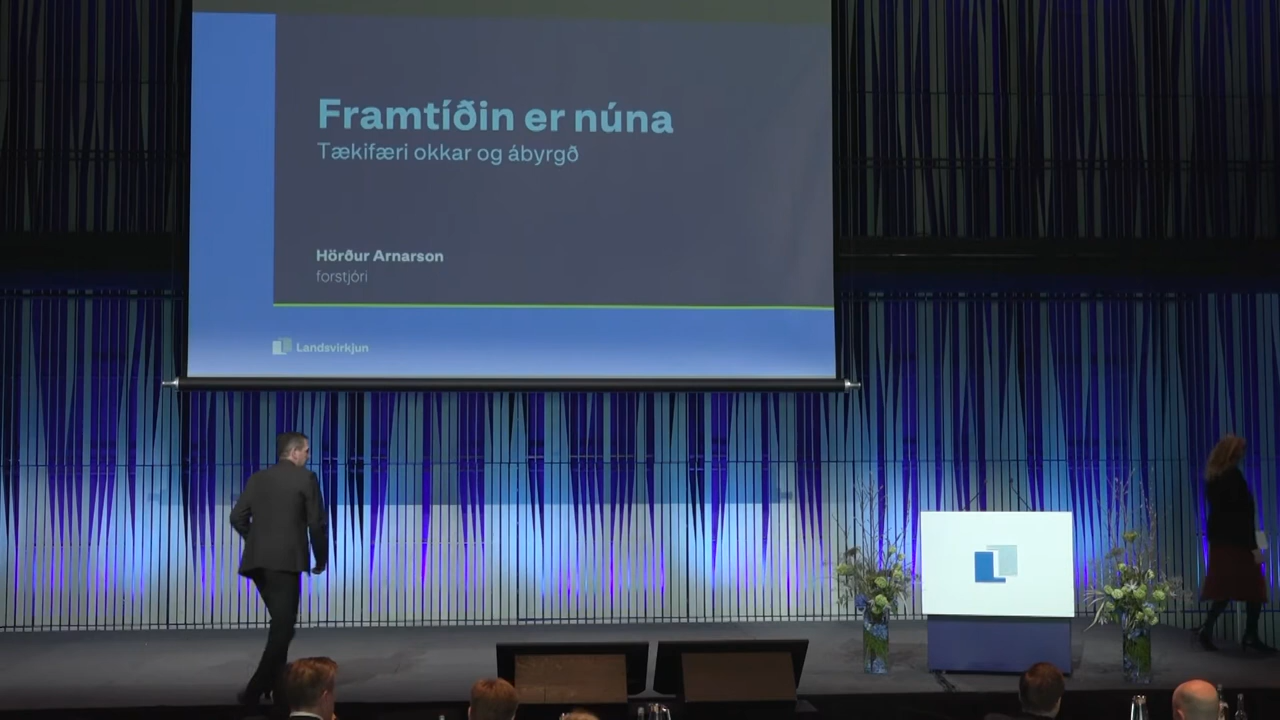 Framtíðin er núna
Tækifæri okkar og ábyrgð
Hörður Arnarson
forstjóri
Landsvirkjun